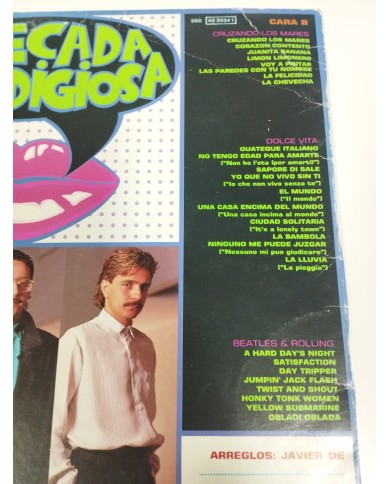 ECADA
DIGIOSA
590 40 2034 1 CARA B
CRUZANDO LOS MARES
CRUZANDO LOS MARES
CORAZON CONTENTO
JUANITA BANANA
LIMON LIMONERO
VOY A PINTAR
LAS PAREDES CON TU NOMBRE
LA FELICIDAD
LA CHEVECHA
DOLCE VITA
GUATEQUE ITALIANO
NO TENGO EDAD PARA AMARTE
("Non ho l'eta (per amarti)")
SAPORE DI SALE
YO QUE NO VIVO SIN TI
("Io che non vivo senza te")
EL MUNDO
("Il mondo")
UNA CASA ENCIMA DEL MUNDO
("Una casa incima al mondo")
CIUDAD SOLITARIA
("It's a lonely town")
LA BAMBOLA
NINGUNO ME PUEDE JUZGAR
("Nessuno mi puo giudicare")
LA LLUVIA
("La pioggia")
BEATLES & ROLLING
A HARD DAY'S NIGHT
SATISFACTION
DAY TRIPPER
JUMPIN' JACK FLASH
TWIST AND SHOUT
HONKY TONK WOMEN
YELLOW SUBMARINE
OBLADI OBLADA
ARREGLOS: JAVIER DE